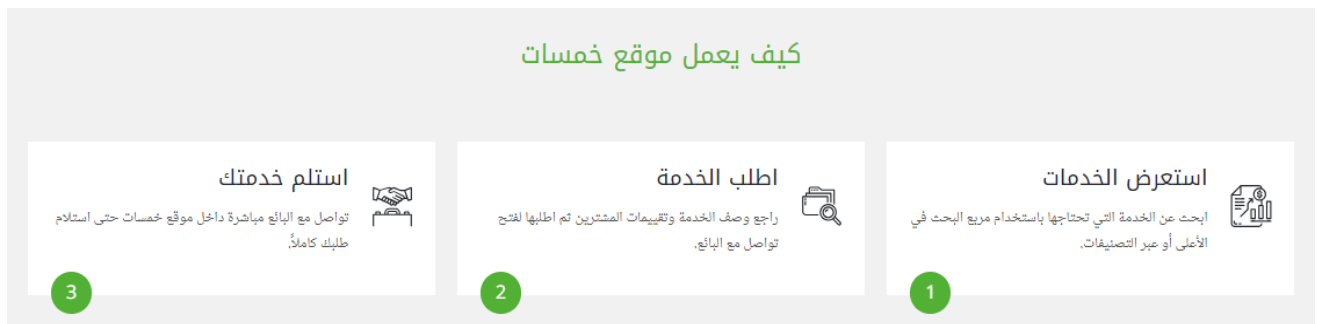 كيف يعمل موقع خمسات
استعرض الخدمات
ابحث عن الخدمة التي تحتاجها باستخدام مربع البحث في
الأعلى أو عبر التصنيفات.
1
اطلب الخدمة
راجع وصف الخدمة وتقييمات المشترين ثم اطلبها لفتح
تواصل مع البائع.
2
استلم خدمتك
تواصل مع البائع مباشرة داخل موقع خمسات حتى استلام
طلبك كاملاً.
3